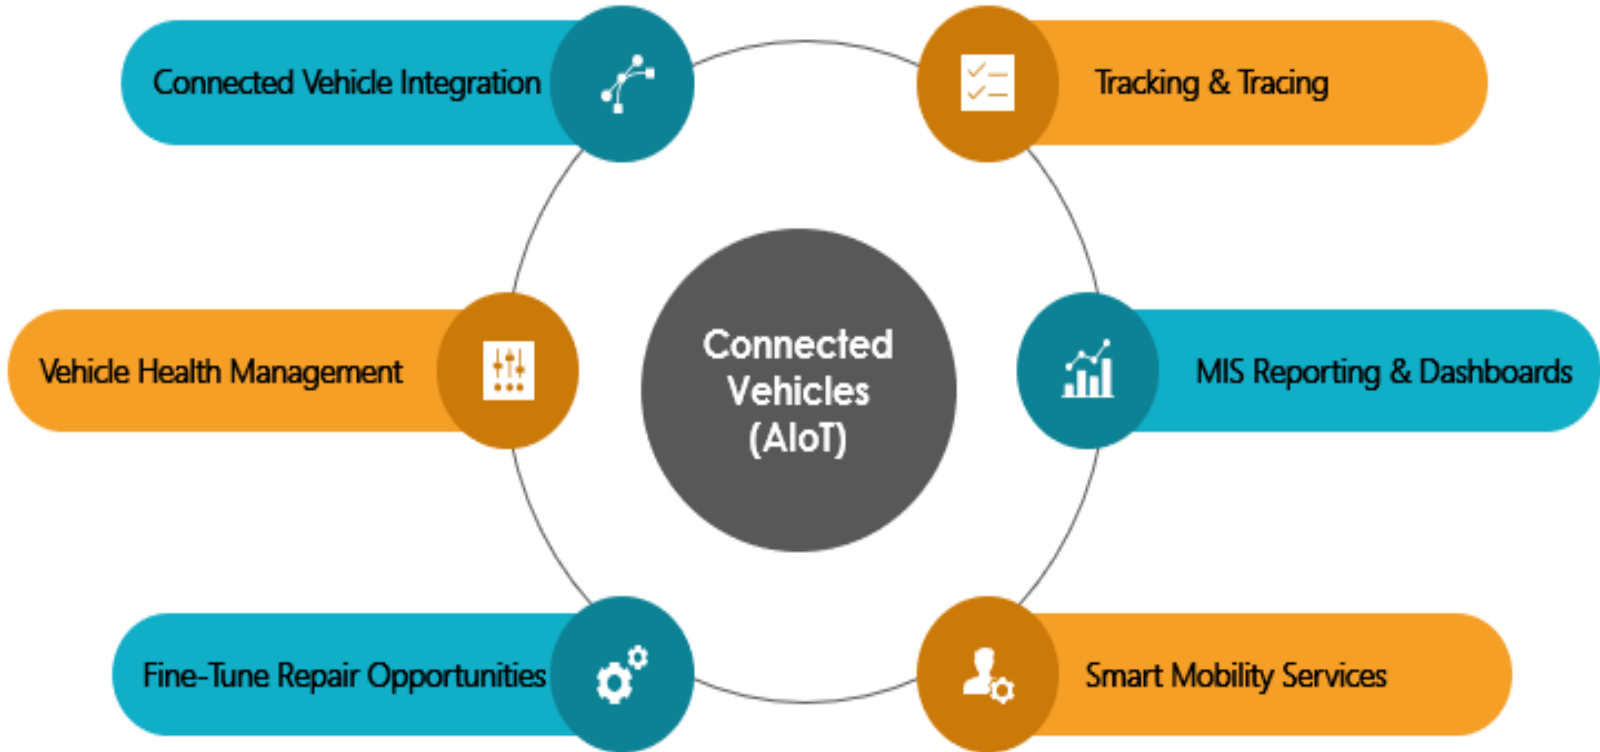 Connected Vehicle Integration
Tracking & Tracing
Vehicle Health Management
Connected
Vehicles
(AIoT)
MIS Reporting & Dashboards
Fine-Tune Repair Opportunities
Smart Mobility Services